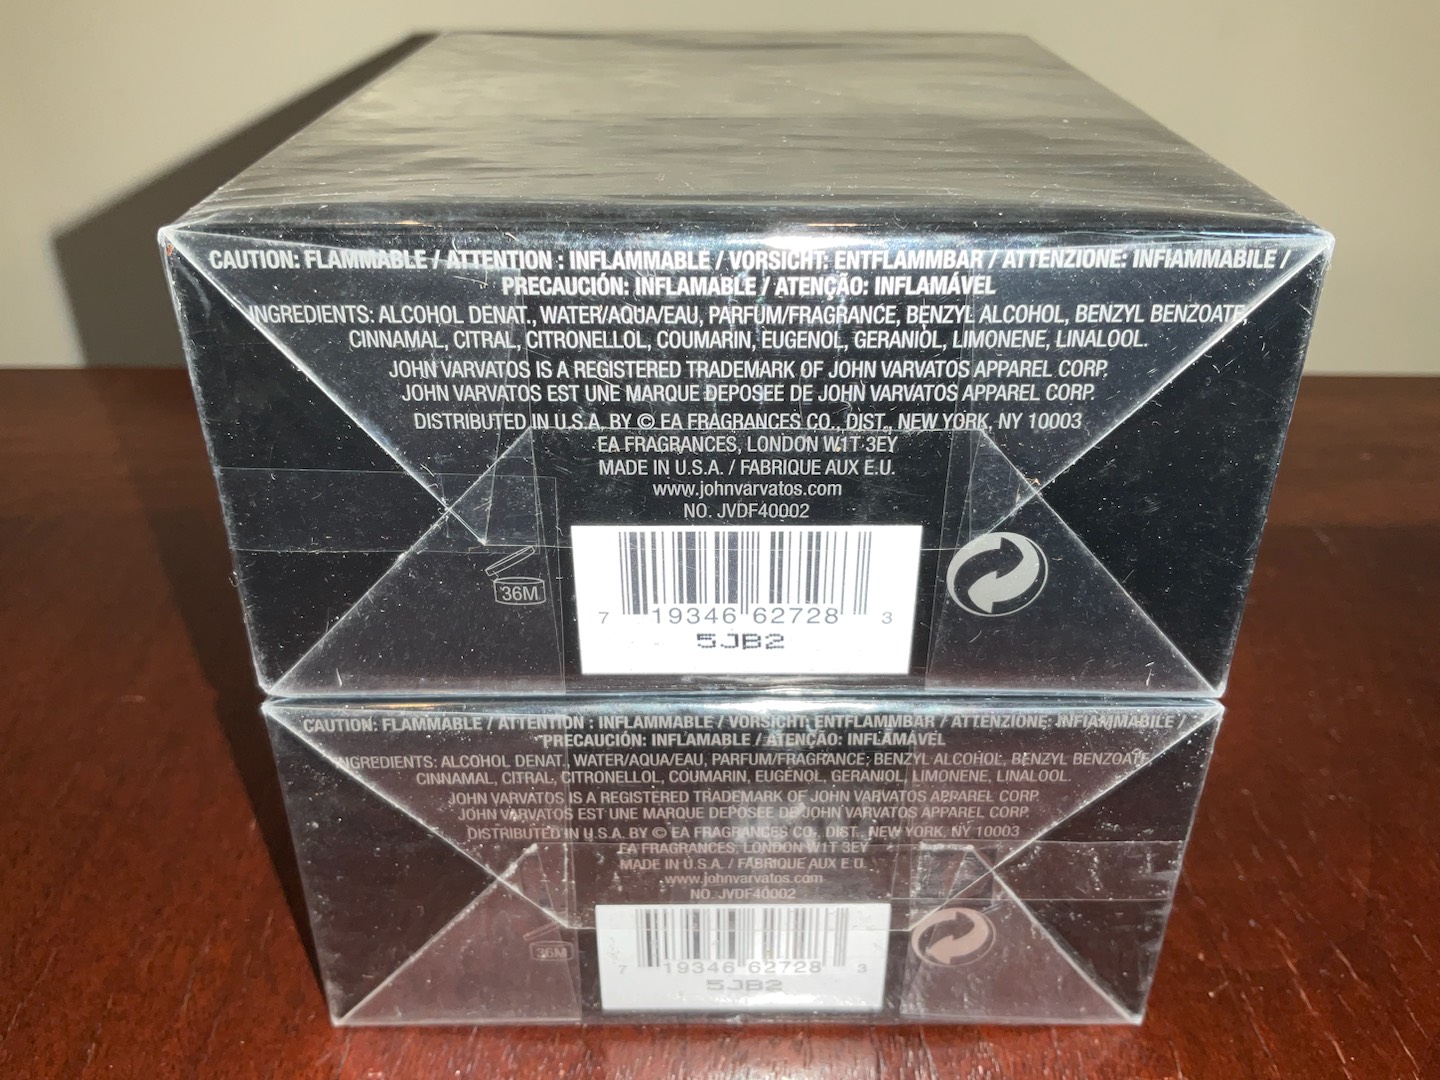 CAUTION: FLAMMABLE / ATTENTION : INFLAMMABLE / VORSICHT: ENTFLAMMBAR / ATTENZIONE: INFIAMMABILE /
PRECAUCIÓN: INFLAMABLE / ATENÇÃO: INFLAMÁVEL
INGREDIENTS: ALCOHOL DENAT., WATER/AQUA/EAU, PARFUM/FRAGRANCE, BENZYL ALCOHOL, BENZYL BENZOATE,
CINNAMAL, CITRAL, CITRONELLOL, COUMARIN, EUGENOL, GERANIOL, LIMONENE, LINALOOL.
JOHN VARVATOS IS A REGISTERED TRADEMARK OF JOHN VARVATOS APPAREL CORP.
JOHN VARVATOS EST UNE MARQUE DEPOSEE DE JOHN VARVATOS APPAREL CORP.
DISTRIBUTED IN U.S.A. BY © EA FRAGRANCES CO., DIST., NEW YORK, NY 10003
EA FRAGRANCES, LONDON W1T 3EY
MADE IN U.S.A. / FABRIQUE AUX E.U.
www.johnvarvatos.com
NO. JVDF40002
36M
7 19346 62728 3
5JB2
CAUTION: FLAMMABLE / ATTENTION : INFLAMMABLE / VORSICHT: ENTFLAMMBAR / ATTENZIONE: INFIAMMABILE /
PRECAUCIÓN: INFLAMABLE / ATENÇÃO: INFLAMÁVEL
INGREDIENTS: ALCOHOL DENAT., WATER/AQUA/EAU, PARFUM/FRAGRANCE, BENZYL ALCOHOL, BENZYL BENZOATE,
CINNAMAL, CITRAL, CITRONELLOL, COUMARIN, EUGENOL, GERANIOL, LIMONENE, LINALOOL.
JOHN VARVATOS IS A REGISTERED TRADEMARK OF JOHN VARVATOS APPAREL CORP.
JOHN VARVATOS EST UNE MARQUE DEPOSEE DE JOHN VARVATOS APPAREL CORP.
DISTRIBUTED IN U.S.A. BY © EA FRAGRANCES CO., DIST., NEW YORK, NY 10003
EA FRAGRANCES, LONDON W1T 3EY
MADE IN U.S.A. / FABRIQUE AUX E.U.
www.johnvarvatos.com
NO. JVDF40002
36M
7 19346 62728 3
5JB2